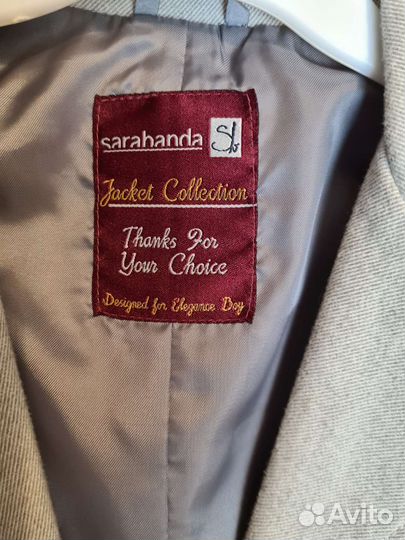 sarabanda Sb
Jacket Collection
Thanks For
Your Choice
Designed for Elegance Boy
Avito